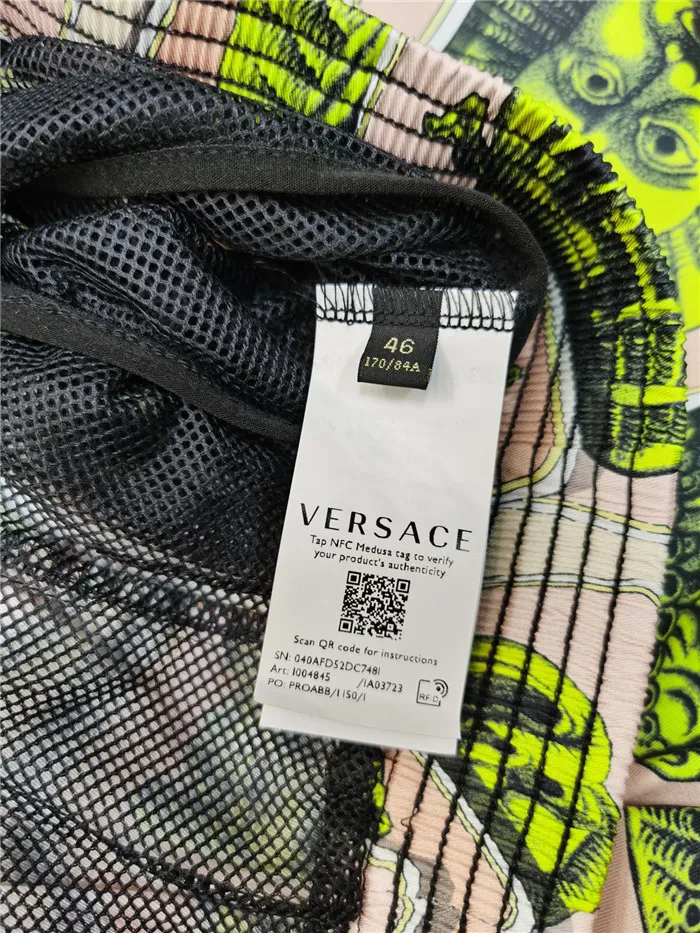 46
170/84A
VERSACE
Tap NFC Medusa tag to verify
your product's authenticity
Scan QR code for instructions
SN: 040AFD52DC7481
Art: 1004845 /1A03723
PO: PROABB/1150/1
RFID